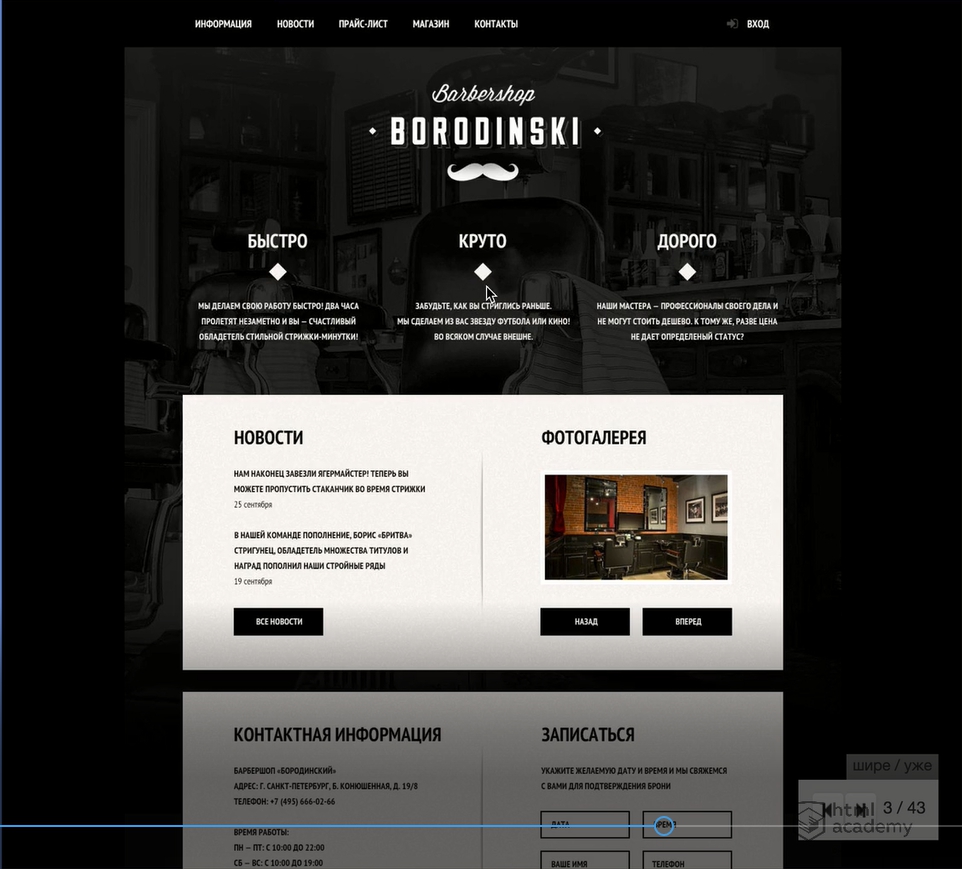 ИНФОРМАЦИЯ НОВОСТИ ПРАЙС-ЛИСТ МАГАЗИН КОНТАКТЫ ВХОД
Barbershop
BORODINSKI
БЫСТРО
МЫ ДЕЛАЕМ СВОЮ РАБОТУ БЫСТРО! ДВА ЧАСА
ПРОЛЕТЯТ НЕЗАМЕТНО И ВЫ — СЧАСТЛИВЫЙ
ОБЛАДАТЕЛЬ СТИЛЬНОЙ СТРИЖКИ-МИНУТКИ!
КРУТО
ЗАБУДЬТЕ, КАК ВЫ СТРИГЛИСЬ РАНЬШЕ.
МЫ СДЕЛАЕМ ИЗ ВАС ЗВЕЗДУ ФУТБОЛА ИЛИ КИНО!
ВО ВСЯКОМ СЛУЧАЕ ВНЕШНЕ.
ДОРОГО
НАШИ МАСТЕРА — ПРОФЕССИОНАЛЫ СВОЕГО ДЕЛА И
НЕ МОГУТ СТОИТЬ ДЕШЕВО. К ТОМУ ЖЕ, РАЗВЕ ЦЕНА
НЕ ДАЕТ ОПРЕДЕЛЕНЫЙ СТАТУС?
НОВОСТИ
НАМ НАКОНЕЦ ЗАВЕЗЛИ ЯГЕРМАЙСТЕР! ТЕПЕРЬ ВЫ
МОЖЕТЕ ПРОПУСТИТЬ СТАКАНЧИК ВО ВРЕМЯ СТРИЖКИ
25 сентября
В НАШЕЙ КОМАНДЕ ПОПОЛНЕНИЕ, БОРИС «БРИТВА»
СТРИГУНЕЦ, ОБЛАДАТЕЛЬ МНОЖЕСТВА ТИТУЛОВ И
НАГРАД ПОПОЛНИЛ НАШИ СТРОЙНЫЕ РЯДЫ
19 сентября
ВСЕ НОВОСТИ
ФОТОГАЛЕРЕЯ
НАЗАД ВПЕРЕД
КОНТАКТНАЯ ИНФОРМАЦИЯ
БАРБЕРШОП «БОРОДИНСКИЙ»
АДРЕС: Г. САНКТ-ПЕТЕРБУРГ, Б. КОНЮШЕННАЯ, Д. 19/8
ТЕЛЕФОН: +7 (495) 666-02-66
ВРЕМЯ РАБОТЫ:
ПН — ПТ: С 10:00 ДО 22:00
СБ — ВС: С 10:00 ДО 19:00
ЗАПИСАТЬСЯ
УКАЖИТЕ ЖЕЛАЕМУЮ ДАТУ И ВРЕМЯ И МЫ СВЯЖЕМСЯ
С ВАМИ ДЛЯ ПОДТВЕРЖДЕНИЯ БРОНИ
ДАТА ВРЕМЯ
ВАШЕ ИМЯ ТЕЛЕФОН
шире / уже
3 / 43
html
academy